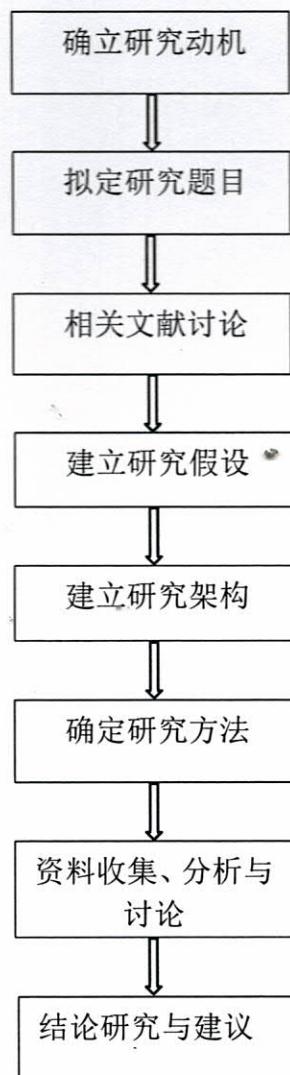 确立研究动机
拟定研究题目
相关文献讨论
建立研究假设
建立研究架构
确定研究方法
资料收集、分析与
讨论
结论研究与建议